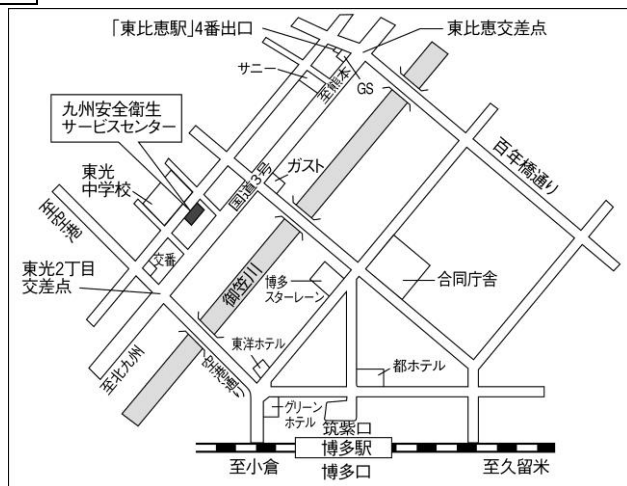 「東比恵駅」4番出口
東比恵交差点
サニー
至熊本
GS
九州安全衛生
サービスセンター
百年橋通り
ガスト
国道3号
東光
中学校
至空港
交番
東光2丁目
交差点
御笠川
博多
スターレーン
合同庁舎
東洋ホテル
至北九州
空港通り
都ホテル
グリーン
ホテル
筑紫口
博多駅
至小倉
博多口
至久留米